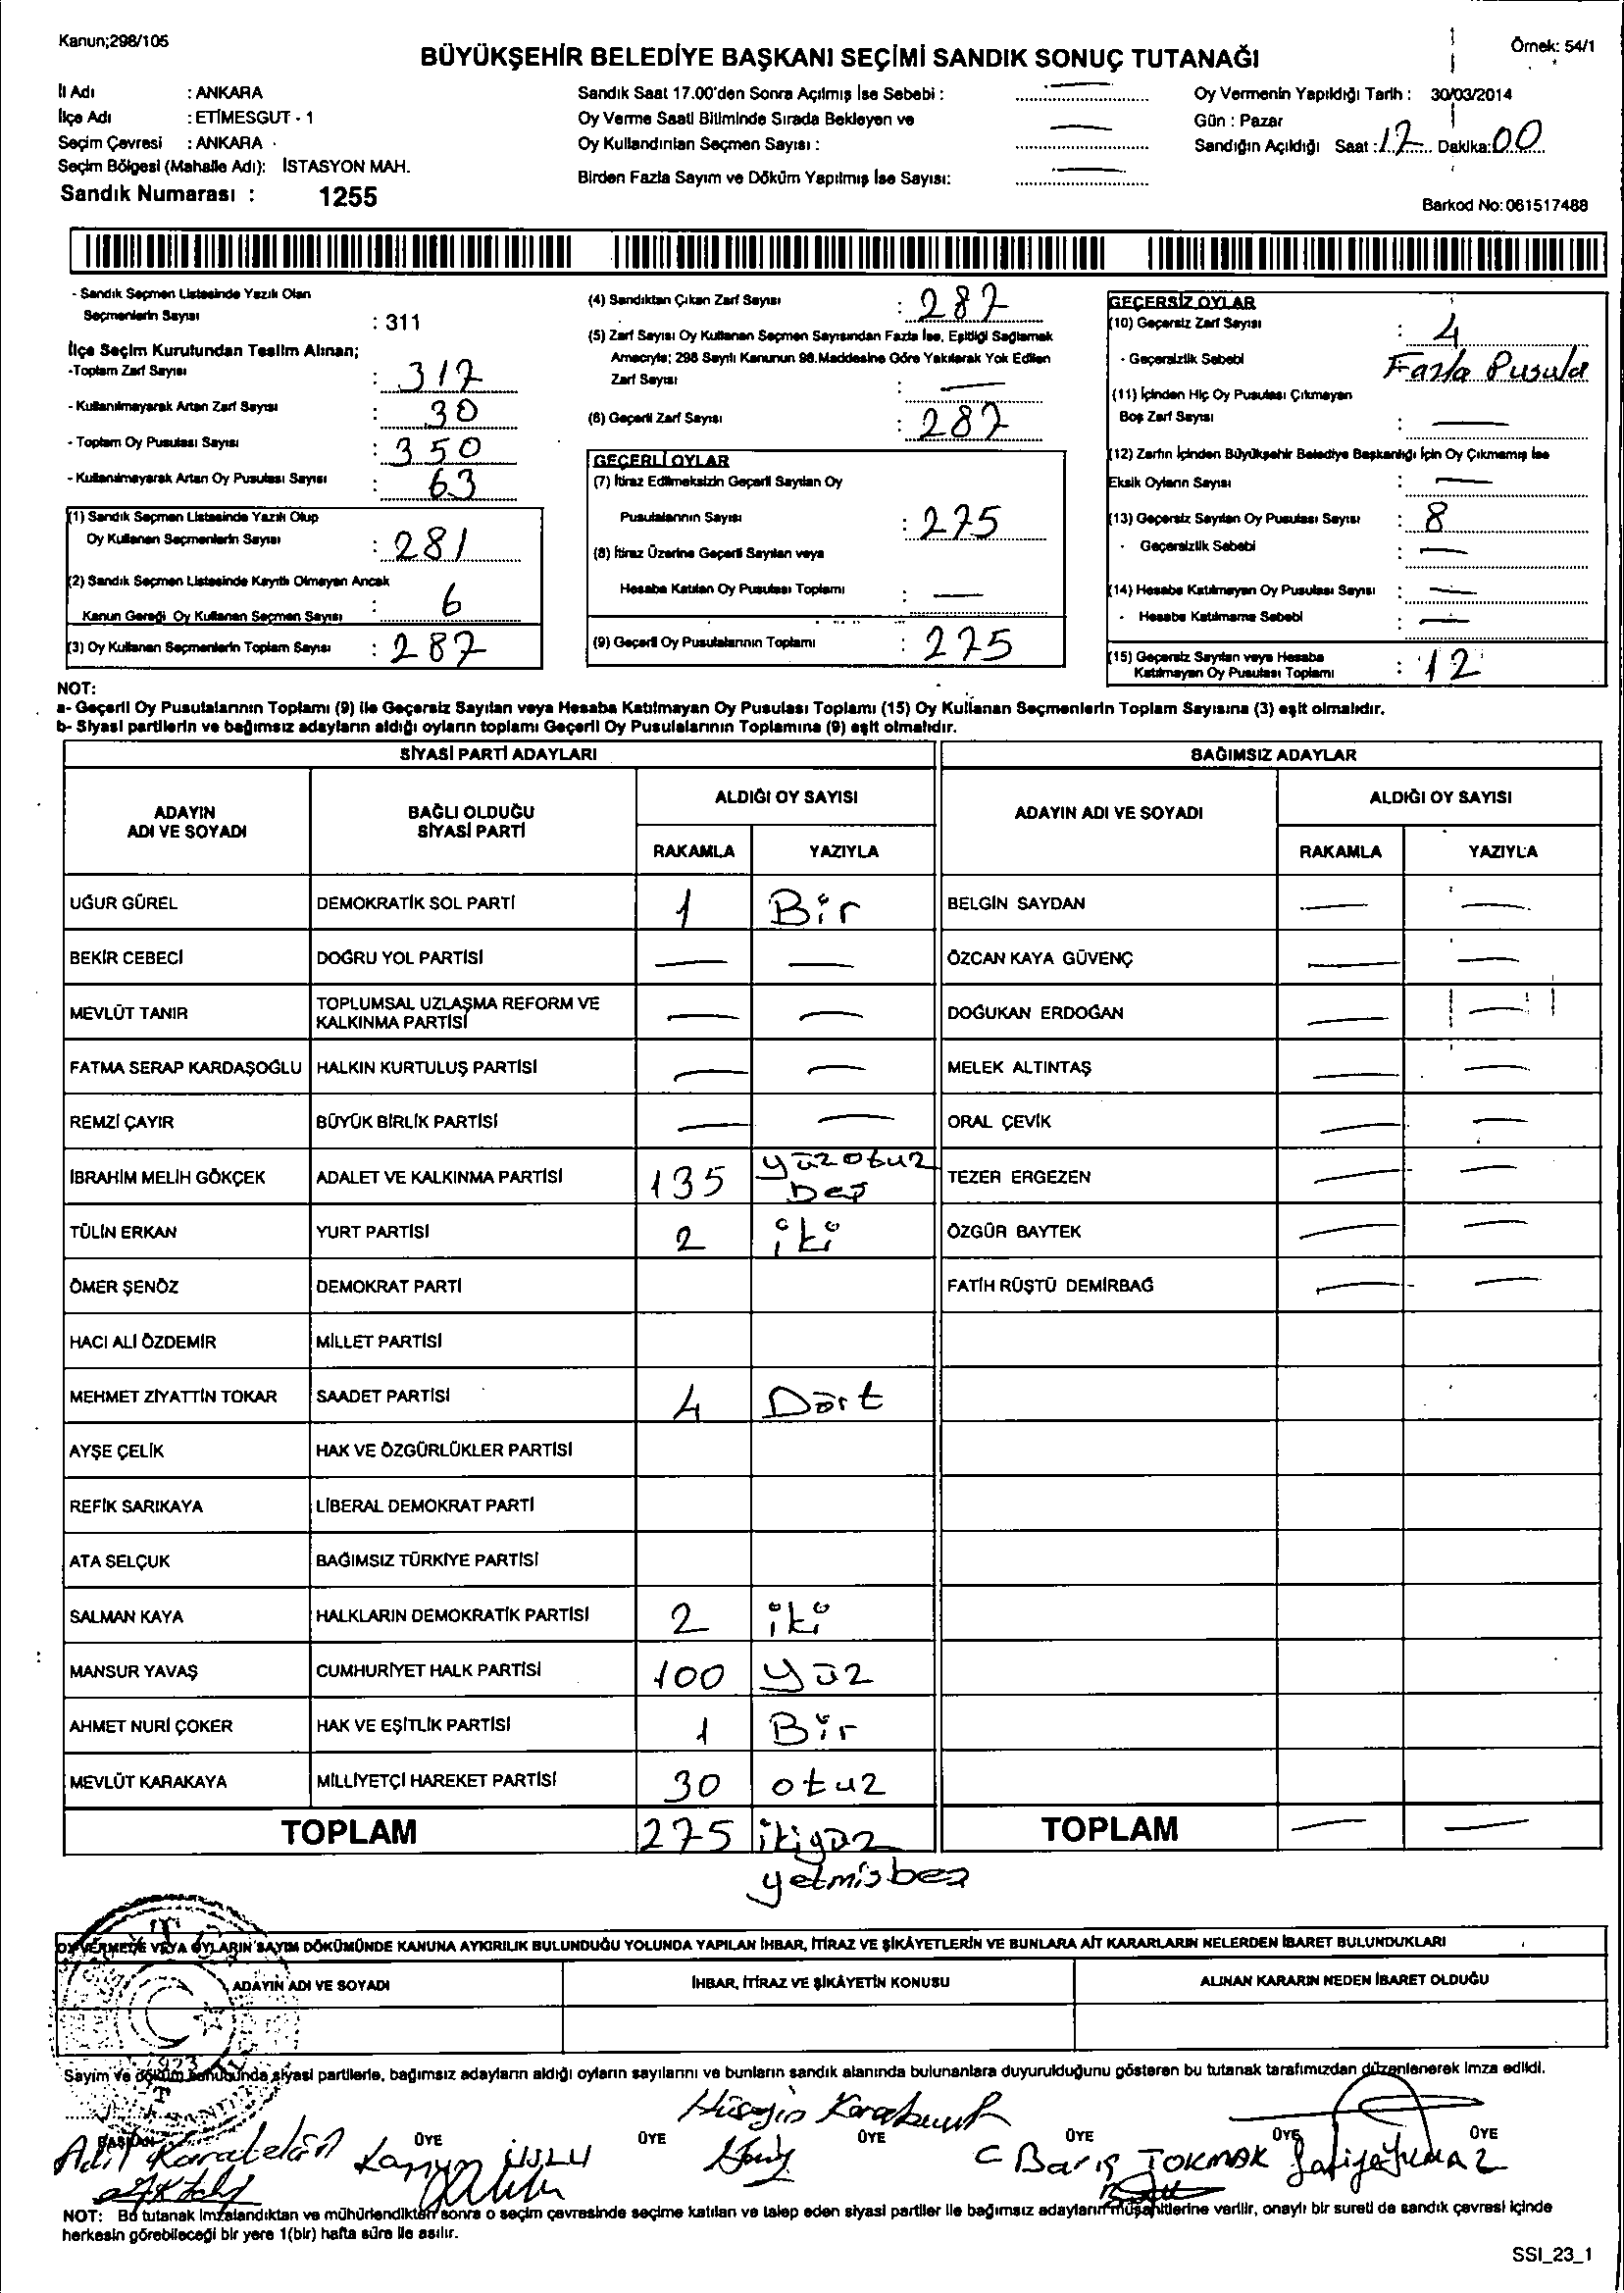 Kanun;298/105
Örnek: 54/1
BÜYÜKŞEHİR BELEDİYE BAŞKANI SEÇİMİ SANDIK SONUÇ TUTANAĞI
İl Adı : ANKARA
İlçe Adı : ETİMESGUT - 1
Seçim Çevresi : ANKARA
Seçim Bölgesi (Mahalle Adı): İSTASYON MAH.
Sandık Numarası : 1255
Sandık Saat 17.00'den Sonra Açılmış İse Sebebi : —
Oy Verme Saati Bitiminde Sırada Bekleyen ve
Oy Kullandırılan Seçmen Sayısı : —
Birden Fazla Sayım ve Döküm Yapılmış İse Sayısı: —
Oy Vermenin Yapıldığı Tarih : 30/03/2014
Gün : Pazar
Sandığın Açıldığı Saat : 17 Dakika: 00
Barkod No: 061517488
- Sandık Seçmen Listesinde Yazılı Olan
Seçmenlerin Sayısı : 311
İlçe Seçim Kurulundan Teslim Alınan;
-Toplam Zarf Sayısı : 317
- Kullanılmayarak Artan Zarf Sayısı : 30
- Toplam Oy Pusulası Sayısı : 350
- Kullanılmayarak Artan Oy Pusulası Sayısı : 63
(1) Sandık Seçmen Listesinde Yazılı Olup
Oy Kullanan Seçmenlerin Sayısı : 281
(2) Sandık Seçmen Listesinde Kayıtlı Olmayan Ancak
Kanun Gereği Oy Kullanan Seçmen Sayısı : 6
(3) Oy Kullanan Seçmenlerin Toplam Sayısı : 287
(4) Sandıktan Çıkan Zarf Sayısı : 287
(5) Zarf Sayısı Oy Kullanan Seçmen Sayısından Fazla İse, Eşitliği Sağlamak
Amacıyla; 298 Sayılı Kanunun 98.Maddesine Göre Yakılarak Yok Edilen
Zarf Sayısı : —
(6) Geçerli Zarf Sayısı : 287
GEÇERLİ OYLAR
(7) İtiraz Edilmeksizin Geçerli Sayılan Oy
Pusulalarının Sayısı : 275
(8) İtiraz Üzerine Geçerli Sayılan veya
Hesaba Katılan Oy Pusulası Toplamı : —
(9) Geçerli Oy Pusulalarının Toplamı : 275
GEÇERSİZ OYLAR
(10) Geçersiz Zarf Sayısı : 4
- Geçersizlik Sebebi Fazla Pusula
(11) İçinden Hiç Oy Pusulası Çıkmayan
Boş Zarf Sayısı : —
(12) Zarfın İçinden Büyükşehir Belediye Başkanlığı İçin Oy Çıkmamış İse
Eksik Oyların Sayısı : —
(13) Geçersiz Sayılan Oy Pusulası Sayısı : 8
- Geçersizlik Sebebi : —
(14) Hesaba Katılmayan Oy Pusulası Sayısı : —
- Hesaba Katılmama Sebebi : —
(15) Geçersiz Sayılan veya Hesaba
Katılmayan Oy Pusulası Toplamı : 12
NOT:
a- Geçerli Oy Pusulalarının Toplamı (9) ile Geçersiz Sayılan veya Hesaba Katılmayan Oy Pusulası Toplamı (15) Oy Kullanan Seçmenlerin Toplam Sayısına (3) eşit olmalıdır.
b- Siyasi partilerin ve bağımsız adayların aldığı oyların toplamı Geçerli Oy Pusulalarının Toplamına (9) eşit olmalıdır.
SİYASİ PARTİ ADAYLARI BAĞIMSIZ ADAYLAR
ADAYIN ADI VE SOYADI BAĞLI OLDUĞU SİYASİ PARTİ ALDIĞI OY SAYISI ADAYIN ADI VE SOYADI ALDIĞI OY SAYISI
RAKAMLA YAZIYLA RAKAMLA YAZIYLA
UĞUR GÜREL DEMOKRATİK SOL PARTİ 1 Bir BELGİN SAYDAN — —
BEKİR CEBECİ DOĞRU YOL PARTİSİ — — ÖZCAN KAYA GÜVENÇ — —
MEVLÜT TANIR TOPLUMSAL UZLAŞMA REFORM VE KALKINMA PARTİSİ — — DOĞUKAN ERDOĞAN — —
FATMA SERAP KARDAŞOĞLU HALKIN KURTULUŞ PARTİSİ — — MELEK ALTINTAŞ — —
REMZİ ÇAYIR BÜYÜK BİRLİK PARTİSİ — — ORAL ÇEVİK — —
İBRAHİM MELİH GÖKÇEK ADALET VE KALKINMA PARTİSİ 135 yüzotuz beş TEZER ERGEZEN — —
TÜLİN ERKAN YURT PARTİSİ 2 iki ÖZGÜR BAYTEK — —
ÖMER ŞENÖZ DEMOKRAT PARTİ FATİH RÜŞTÜ DEMİRBAĞ — —
HACI ALİ ÖZDEMİR MİLLET PARTİSİ
MEHMET ZİYATTİN TOKAR SAADET PARTİSİ 4 Dört
AYŞE ÇELİK HAK VE ÖZGÜRLÜKLER PARTİSİ
REFİK SARIKAYA LİBERAL DEMOKRAT PARTİ
ATA SELÇUK BAĞIMSIZ TÜRKİYE PARTİSİ
SALMAN KAYA HALKLARIN DEMOKRATİK PARTİSİ 2 iki
MANSUR YAVAŞ CUMHURİYET HALK PARTİSİ 100 yüz
AHMET NURİ ÇOKER HAK VE EŞİTLİK PARTİSİ 1 Bir
MEVLÜT KARAKAYA MİLLİYETÇİ HAREKET PARTİSİ 30 otuz
TOPLAM 275 ikiyüz TOPLAM — —
yetmisbes
OY VERMEDE VEYA OYLARIN SAYIM DÖKÜMÜNDE KANUNA AYKIRILIK BULUNDUĞU YOLUNDA YAPILAN İHBAR, İTİRAZ VE ŞİKÂYETLERİN VE BUNLARA AİT KARARLARIN NELERDEN İBARET BULUNDUKLARI
ADAYIN ADI VE SOYADI İHBAR, İTİRAZ VE ŞİKÂYETİN KONUSU ALINAN KARARIN NEDEN İBARET OLDUĞU
1923
Sayım ve döküm sonucunda siyasi partilerle, bağımsız adayların aldığı oyların sayılarını ve bunların sandık alanında bulunanlara duyurulduğunu gösteren bu tutanak tarafımızdan düzenlenerek imza edildi.
BAŞKAN ÜYE ÜYE ÜYE ÜYE ÜYE ÜYE
Adil Hüseyin C Barış TOKMAK
NOT: Bu tutanak imzalandıktan ve mühürlendikten sonra o seçim çevresinde seçime katılan ve talep eden siyasi partiler ile bağımsız adayların müşahitlerine verilir, onaylı bir sureti de sandık çevresi içinde
herkesin görebileceği bir yere 1(bir) hafta süre ile asılır.
SSI_23_1